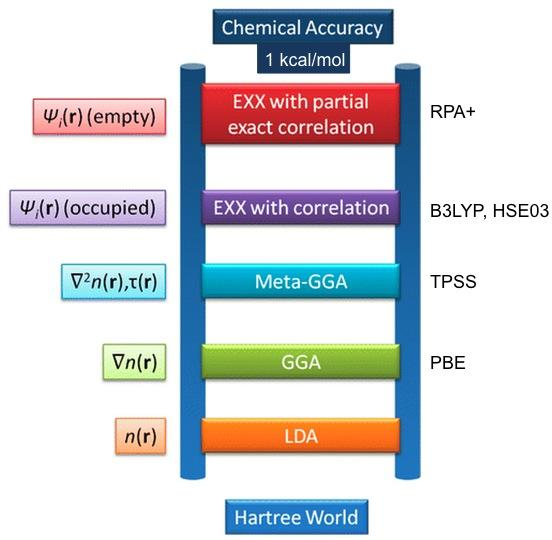 Chemical Accuracy
1 kcal/mol
Ψi(r) (empty)
EXX with partial
exact correlation
RPA+
Ψi(r) (occupied)
EXX with correlation
B3LYP, HSE03
∇²n(r),τ(r)
Meta-GGA
TPSS
∇n(r)
GGA
PBE
n(r)
LDA
Hartree World